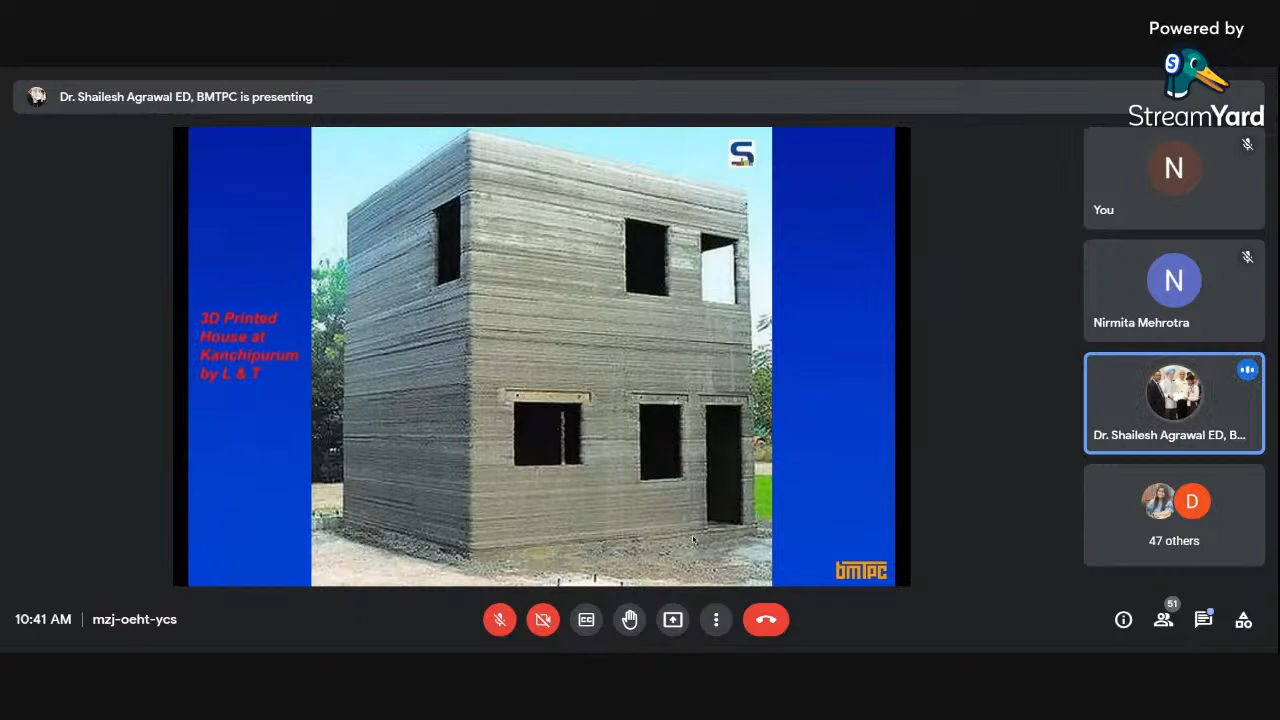 Powered by
StreamYard
Dr. Shailesh Agrawal ED, BMTPC is presenting
S
3D Printed
House at
Kanchipurum
by L & T
bmTPC
N
You
N
Nirmita Mehrotra
Dr. Shailesh Agrawal ED, B...
D
47 others
10:41 AM
mzj-oeht-ycs
CC
51